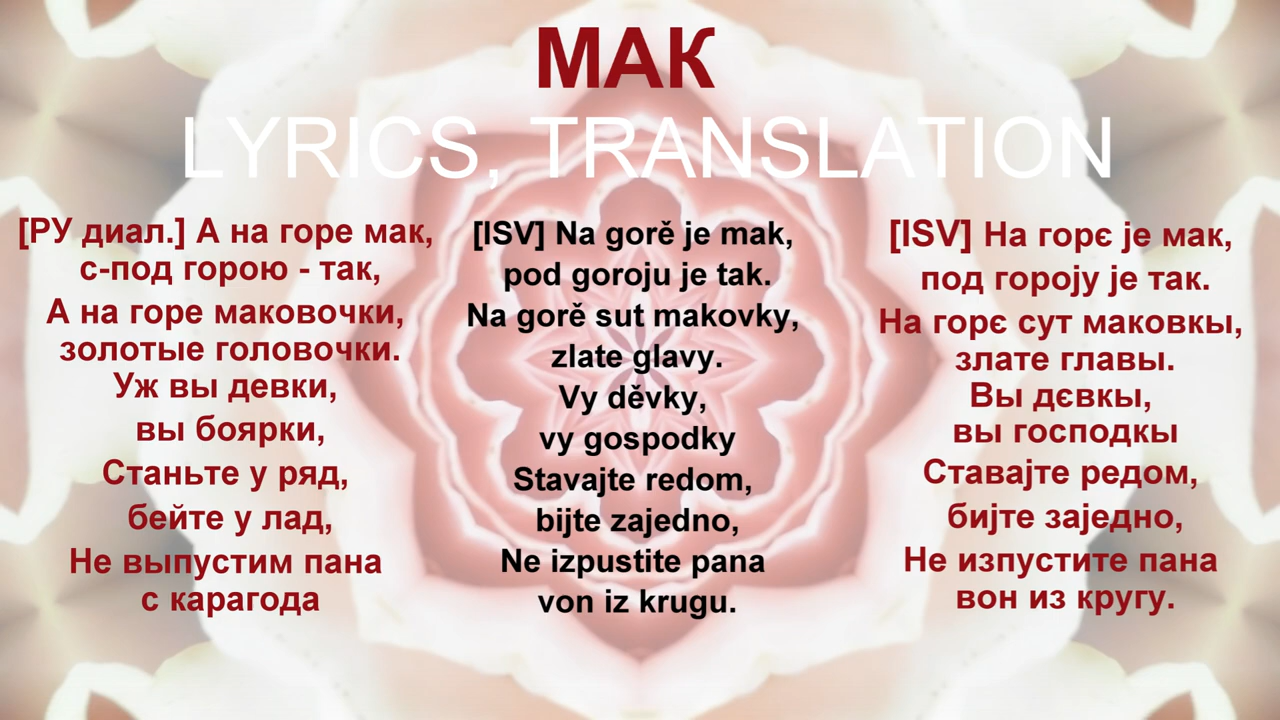 МАК
LYRICS, TRANSLATION
[РУ диал.] А на горе мак,
с-под горою - так,
А на горе маковочки,
золотые головочки.
Уж вы девки,
вы боярки,
Станьте у ряд,
бейте у лад,
Не выпустим пана
с карагода
[ISV] Na gorě je mak,
pod goroju je tak.
Na gorě sut makovky,
zlate glavy.
Vy děvky,
vy gospodky
Stavajte redom,
bijte zajedno,
Ne izpustite pana
von iz krugu.
[ISV] На горє је мак,
под гороју је так.
На горє сут маковкы,
злате главы.
Вы дєвкы,
вы господкы
Ставајте редом,
бијте заједно,
Не изпустите пана
вон из кругу.